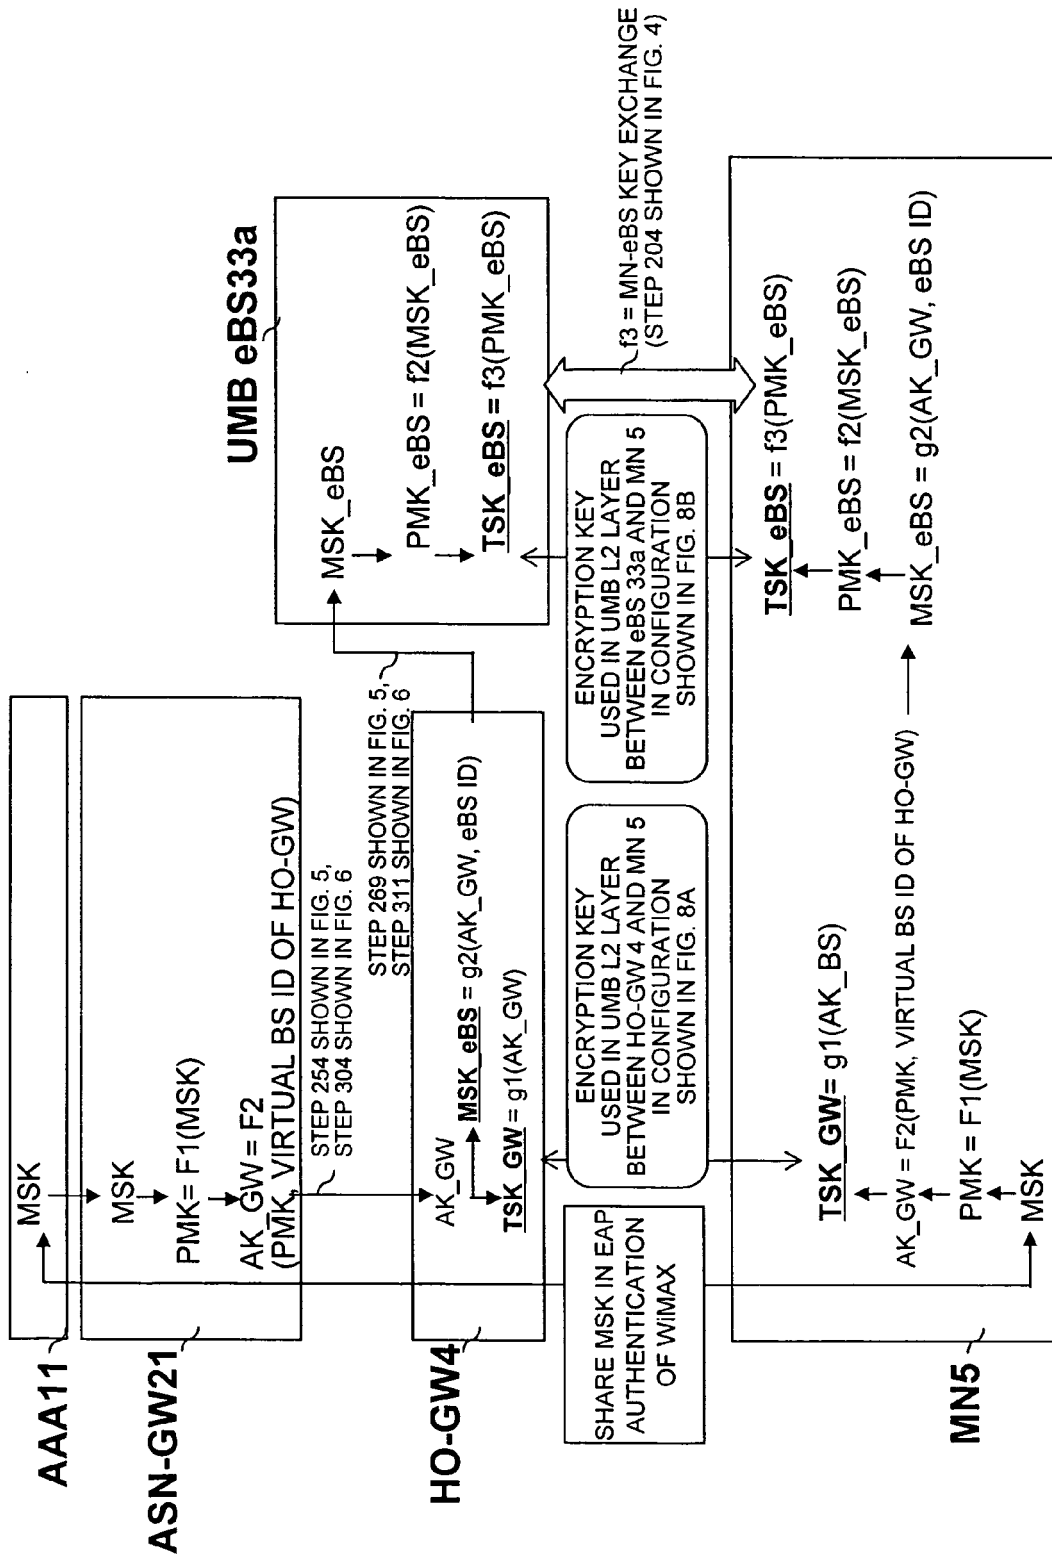 AAA11
MSK
ASN-GW21
MSK
PMK= F1(MSK)
AK_GW = F2
(PMK, VIRTUAL BS ID OF HO-GW)
STEP 254 SHOWN IN FIG. 5,
STEP 304 SHOWN IN FIG. 6
HO-GW4
AK_GW
MSK_eBS = g2(AK_GW, eBS ID)
TSK_GW = g1(AK_GW)
STEP 269 SHOWN IN FIG. 5,
STEP 311 SHOWN IN FIG. 6
UMB eBS33a
MSK_eBS
PMK_eBS = f2(MSK_eBS)
TSK_eBS = f3(PMK_eBS)
SHARE MSK IN EAP
AUTHENTICATION
OF WiMAX
ENCRYPTION KEY
USED IN UMB L2 LAYER
BETWEEN HO-GW 4 AND MN 5
IN CONFIGURATION
SHOWN IN FIG. 8A
ENCRYPTION KEY
USED IN UMB L2 LAYER
BETWEEN eBS 33a AND MN 5
IN CONFIGURATION
SHOWN IN FIG. 8B
f3 = MN-eBS KEY EXCHANGE
(STEP 204 SHOWN IN FIG. 4)
TSK_GW= g1(AK_BS)
AK_GW = F2(PMK, VIRTUAL BS ID OF HO-GW)
PMK = F1(MSK)
MSK
TSK_eBS = f3(PMK_eBS)
PMK_eBS = f2(MSK_eBS)
MSK_eBS = g2(AK_GW, eBS ID)
MN5